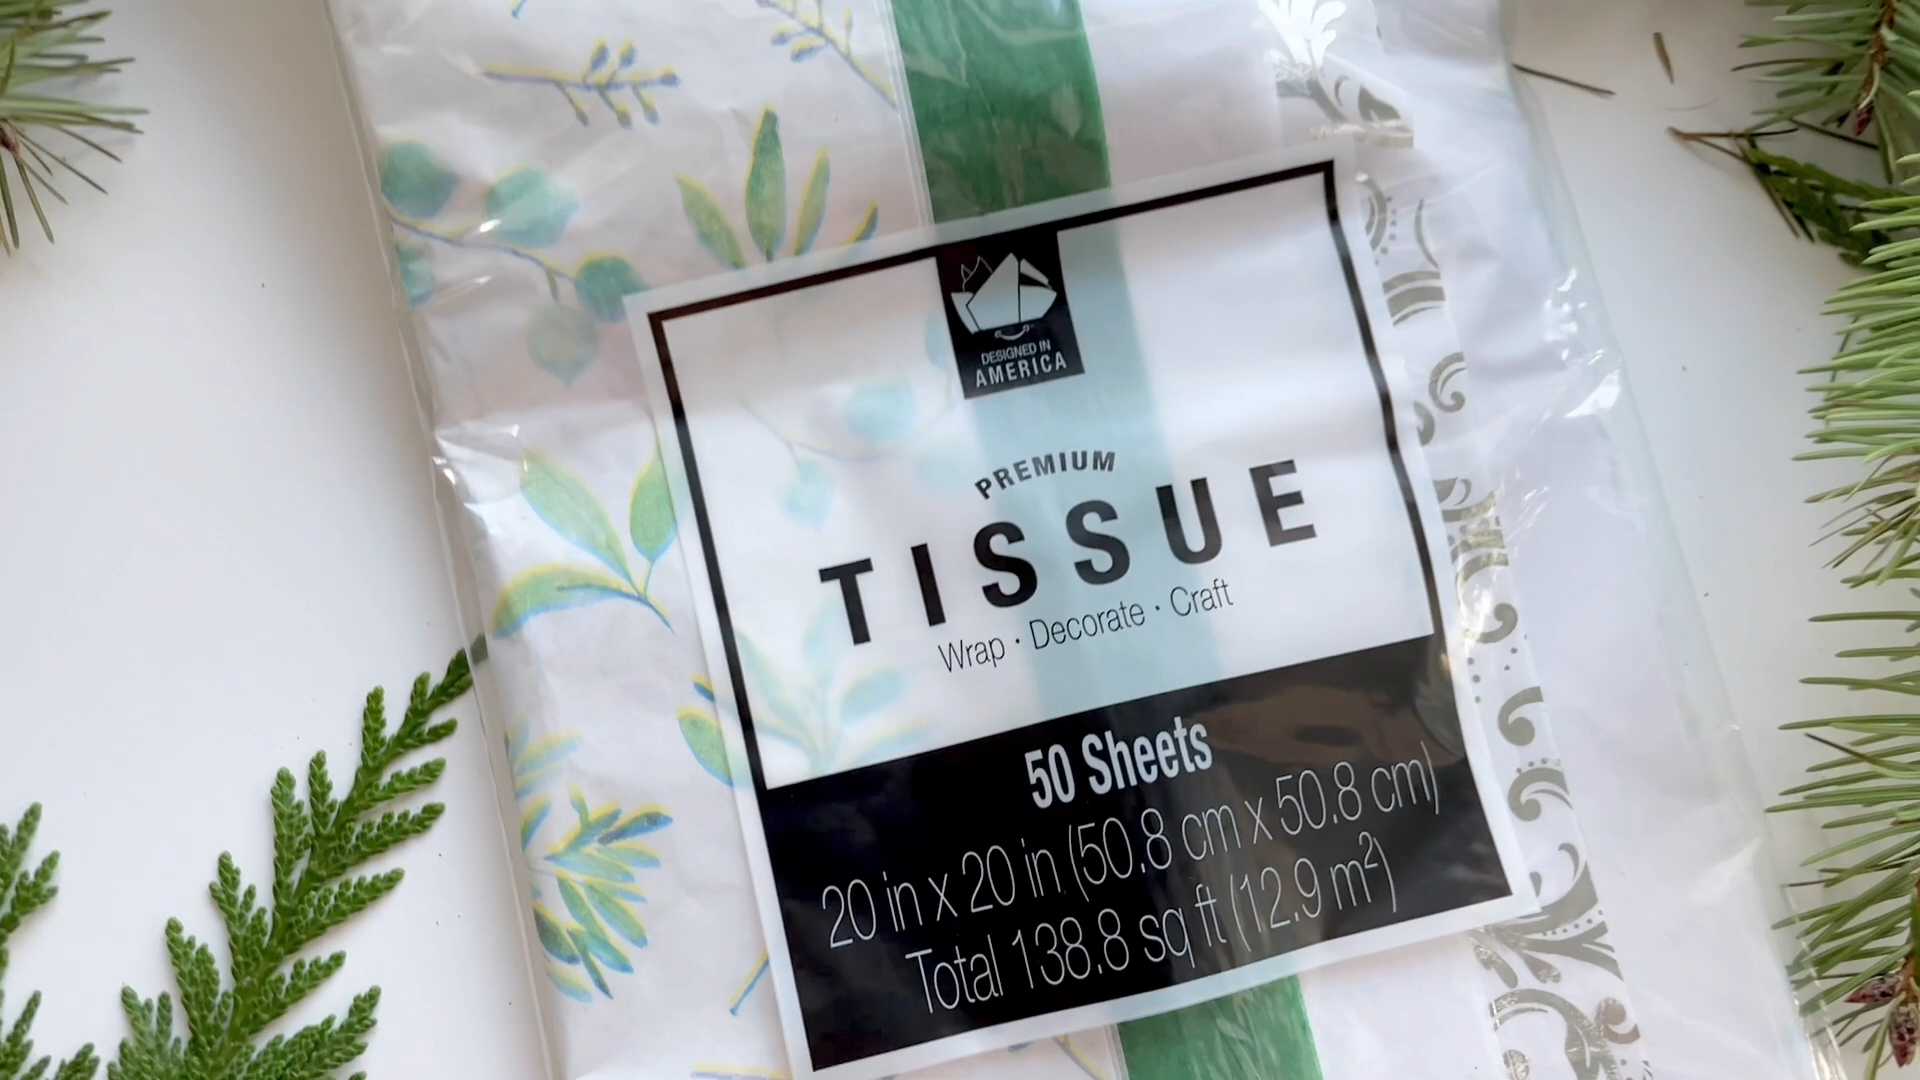 DESIGNED IN
AMERICA
PREMIUM
TISSUE
Wrap · Decorate · Craft
50 Sheets
20 in x 20 in (50.8 cm x 50.8 cm)
Total 138.8 sq ft (12.9 m²)